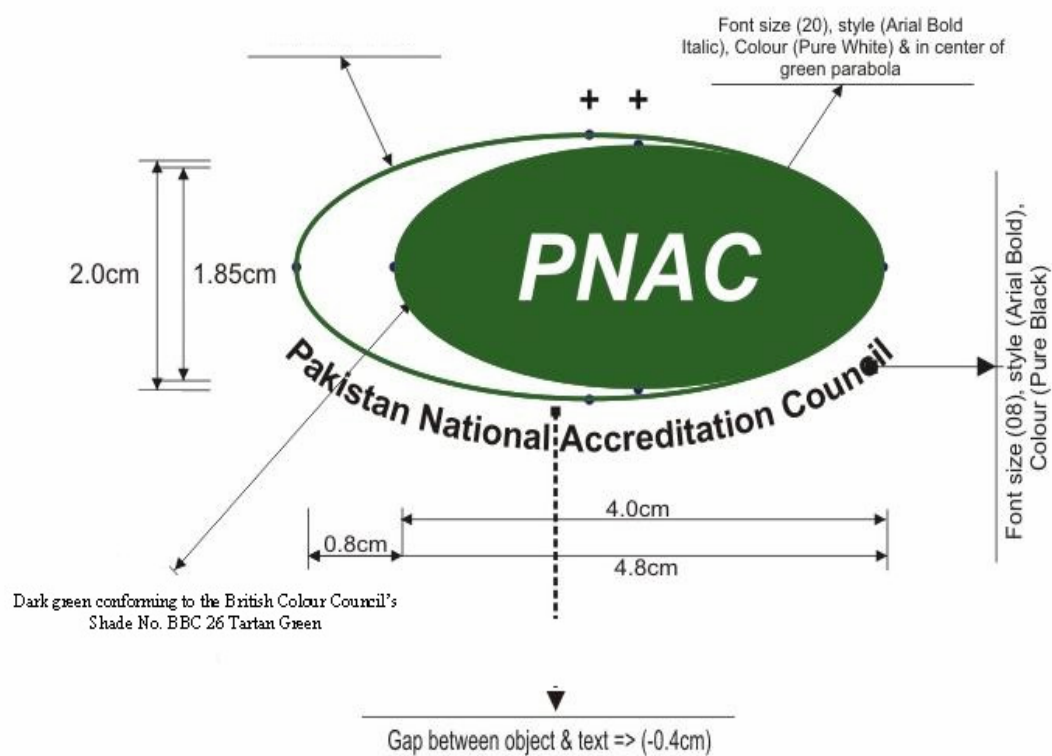 Font size (20), style (Arial Bold
Italic), Colour (Pure White) & in center of
green parabola
+ +
2.0cm
1.85cm
PNAC
Pakistan National Accreditation Council
Font size (08), style (Arial Bold),
Colour (Pure Black)
4.0cm
0.8cm
4.8cm
Dark green conforming to the British Colour Council's
Shade No. BBC 26 Tartan Green
Gap between object & text => (-0.4cm)